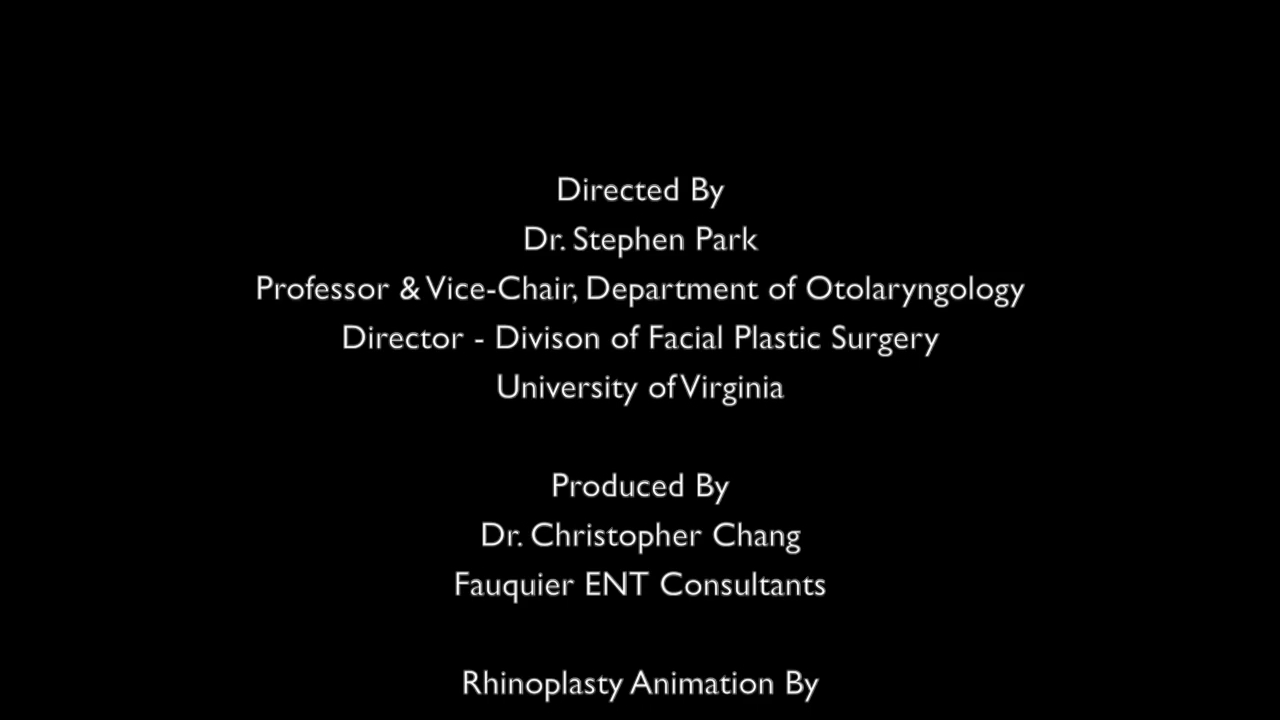 Directed By
Dr. Stephen Park
Professor & Vice-Chair, Department of Otolaryngology
Director - Divison of Facial Plastic Surgery
University of Virginia
Produced By
Dr. Christopher Chang
Fauquier ENT Consultants
Rhinoplasty Animation By